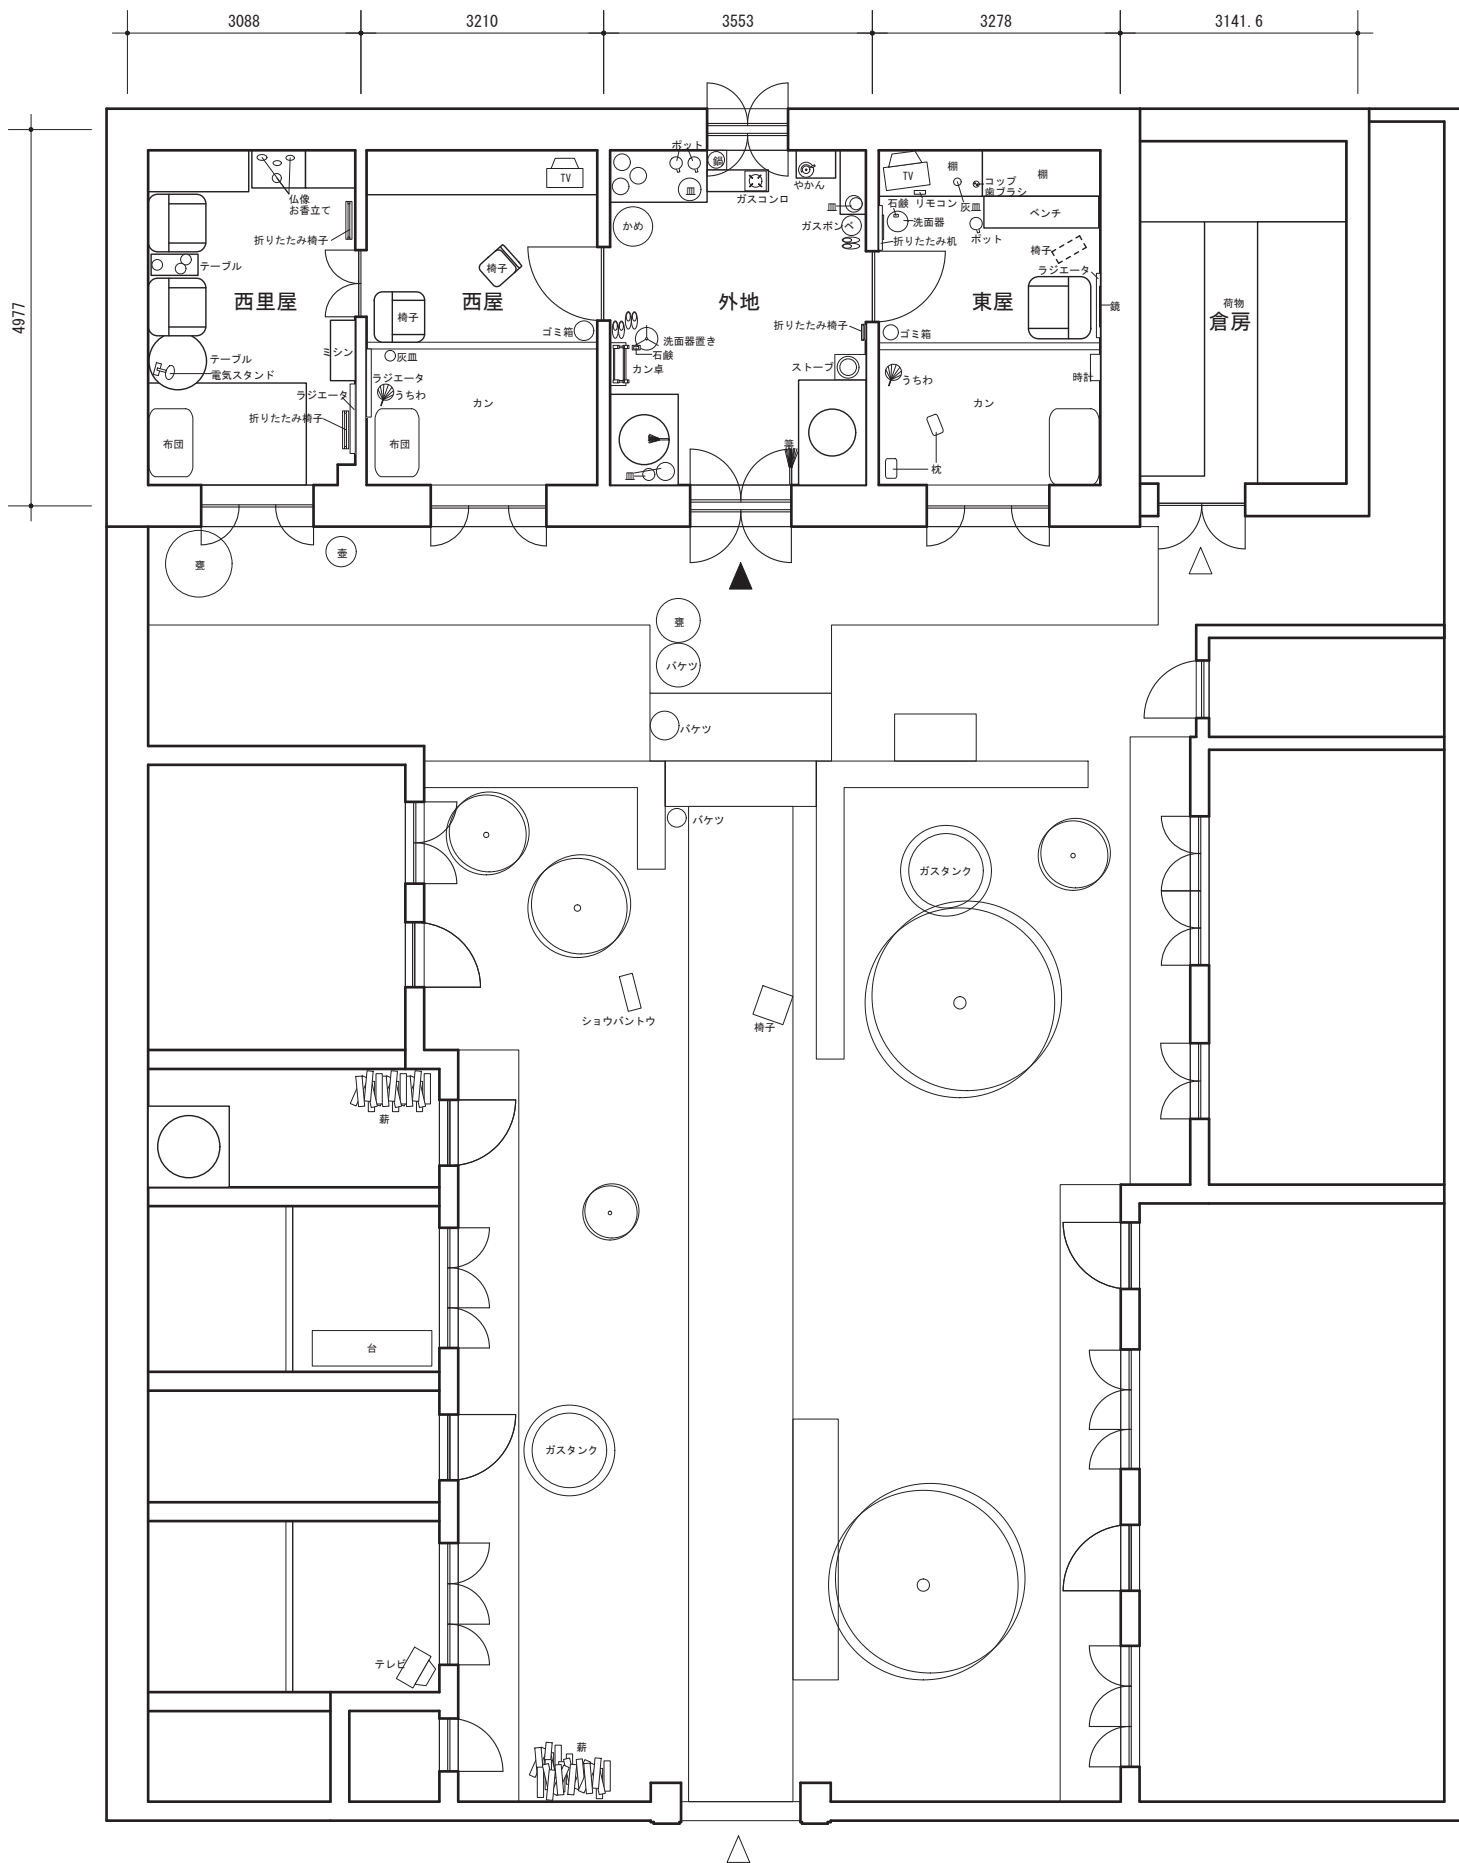 3088
3210
3553
3278
3141.6
4977
仏像
お香立て
折りたたみ椅子
テーブル
西里屋
ミシン
テーブル
電気スタンド
ラジエータ
折りたたみ椅子
布団
TV
椅子
西屋
椅子
ゴミ箱
灰皿
ラジエータ
うちわ
カン
布団
ポット
鍋
皿
ガスコンロ
やかん
かめ
皿
ガスボンベ
外地
洗面器置き
石鹸
カン卓
折りたたみ椅子
ストーブ
箒
皿
TV
棚
棚
コップ
歯ブラシ
石鹸
リモコン
灰皿
ベンチ
洗面器
ポット
折りたたみ机
椅子
ラジエータ
東屋
鏡
ゴミ箱
うちわ
時計
カン
枕
荷物
倉房
甕
壺
甕
バケツ
バケツ
バケツ
ガスタンク
ショウバントウ
椅子
薪
台
ガスタンク
テレビ
薪